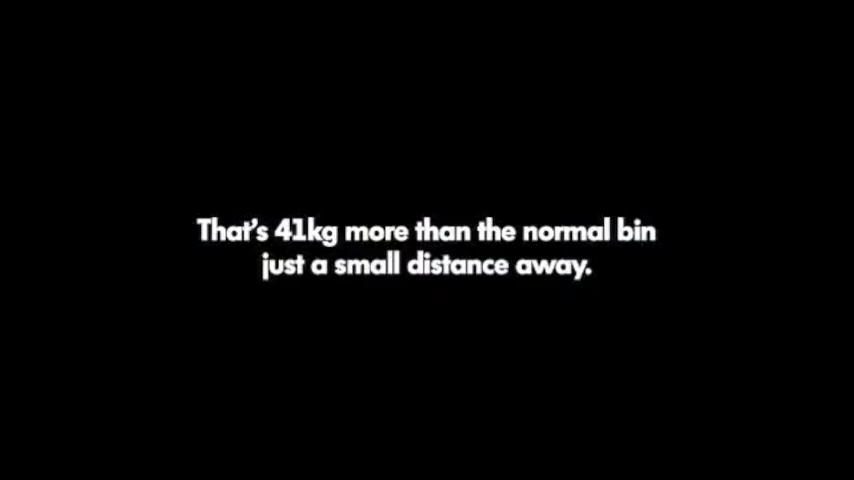 That's 41kg more than the normal bin
just a small distance away.